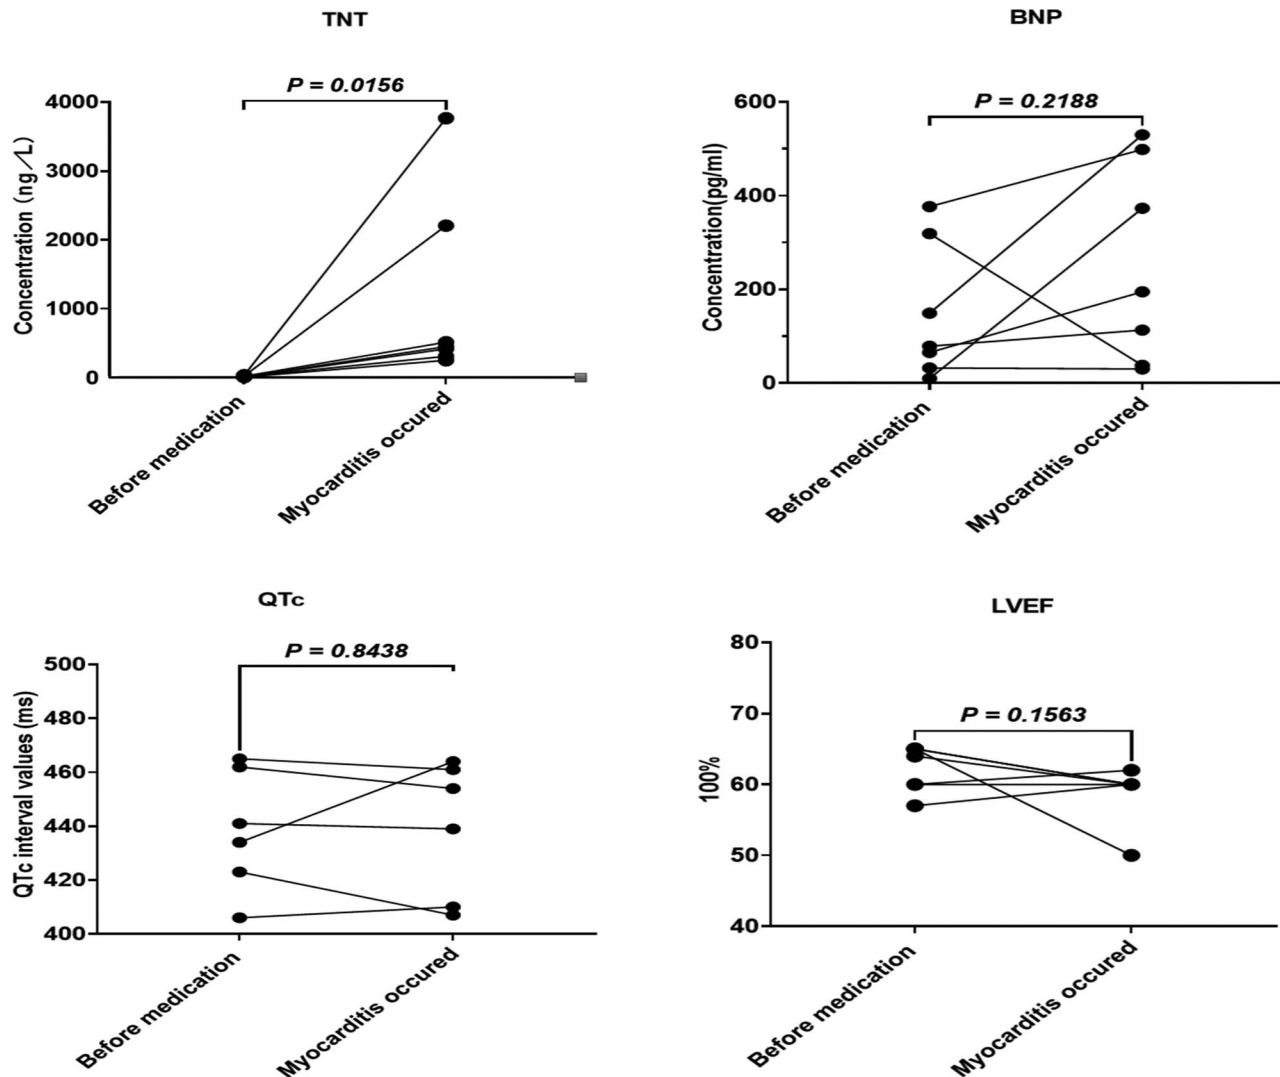 TNT
P = 0.0156
Concentration (ng/L)
4000
3000
2000
1000
0
Before medication
Myocarditis occured
BNP
P = 0.2188
Concentration(pg/ml)
600
400
200
0
Before medication
Myocarditis occured
QTc
P = 0.8438
QTc interval values (ms)
500
480
460
440
420
400
Before medication
Myocarditis occured
LVEF
P = 0.1563
100%
80
70
60
50
40
Before medication
Myocarditis occured